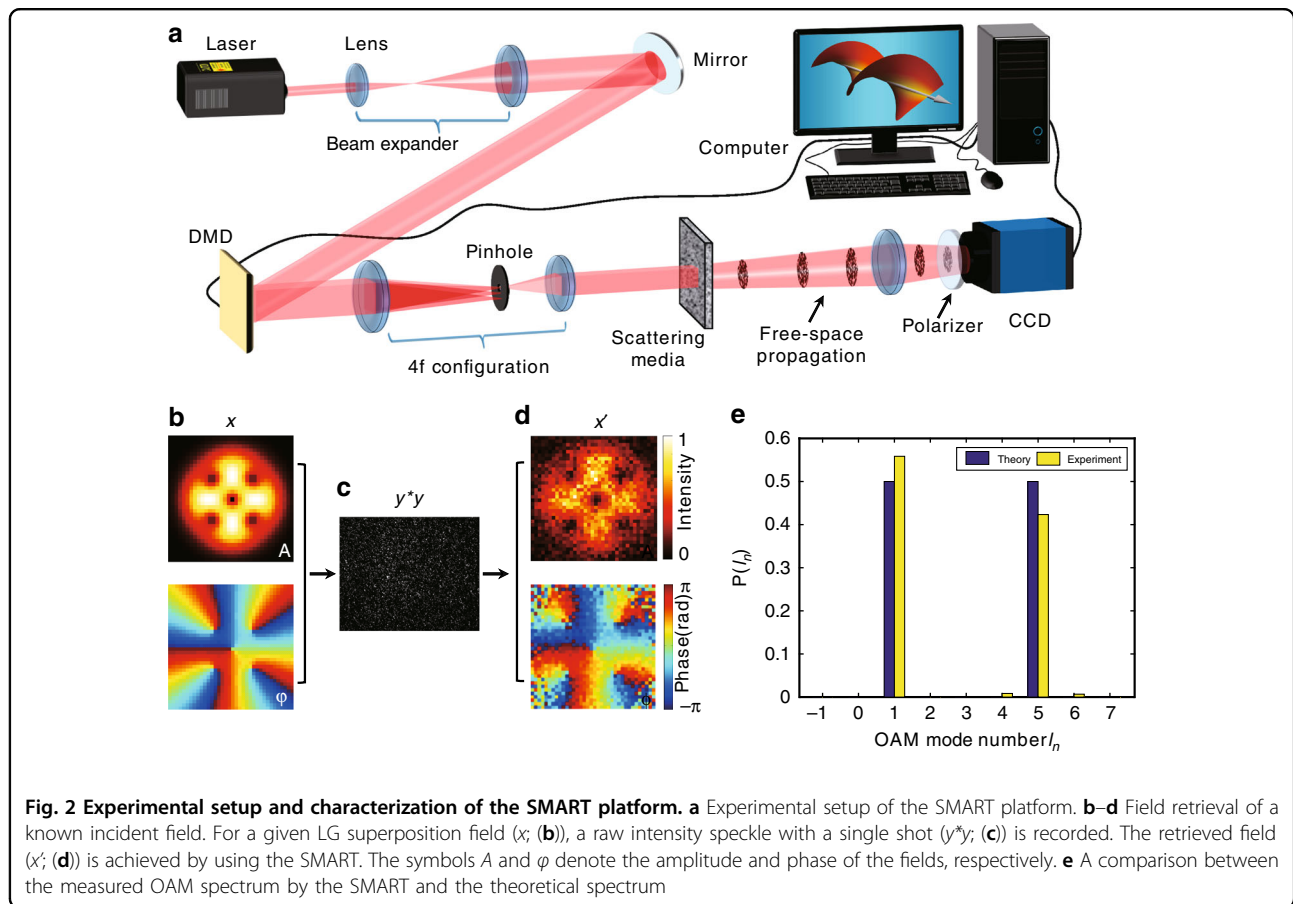 a
Laser
Lens
Mirror
Beam expander
Computer
DMD
Pinhole
4f configuration
Scattering
media
Free-space
propagation
Polarizer
CCD
b
x
A
φ
c
y*y
d
x′
1
Intensity
0
π
Phase(rad)
−π
φ
e
0.6
0.5
0.4
0.3
0.2
0.1
0
P(lₙ)
Theory
Experiment
−1 0 1 2 3 4 5 6 7
OAM mode number lₙ
Fig. 2 Experimental setup and characterization of the SMART platform. a Experimental setup of the SMART platform. b–d Field retrieval of a
known incident field. For a given LG superposition field (x; (b)), a raw intensity speckle with a single shot (y*y; (c)) is recorded. The retrieved field
(x′; (d)) is achieved by using the SMART. The symbols A and φ denote the amplitude and phase of the fields, respectively. e A comparison between
the measured OAM spectrum by the SMART and the theoretical spectrum